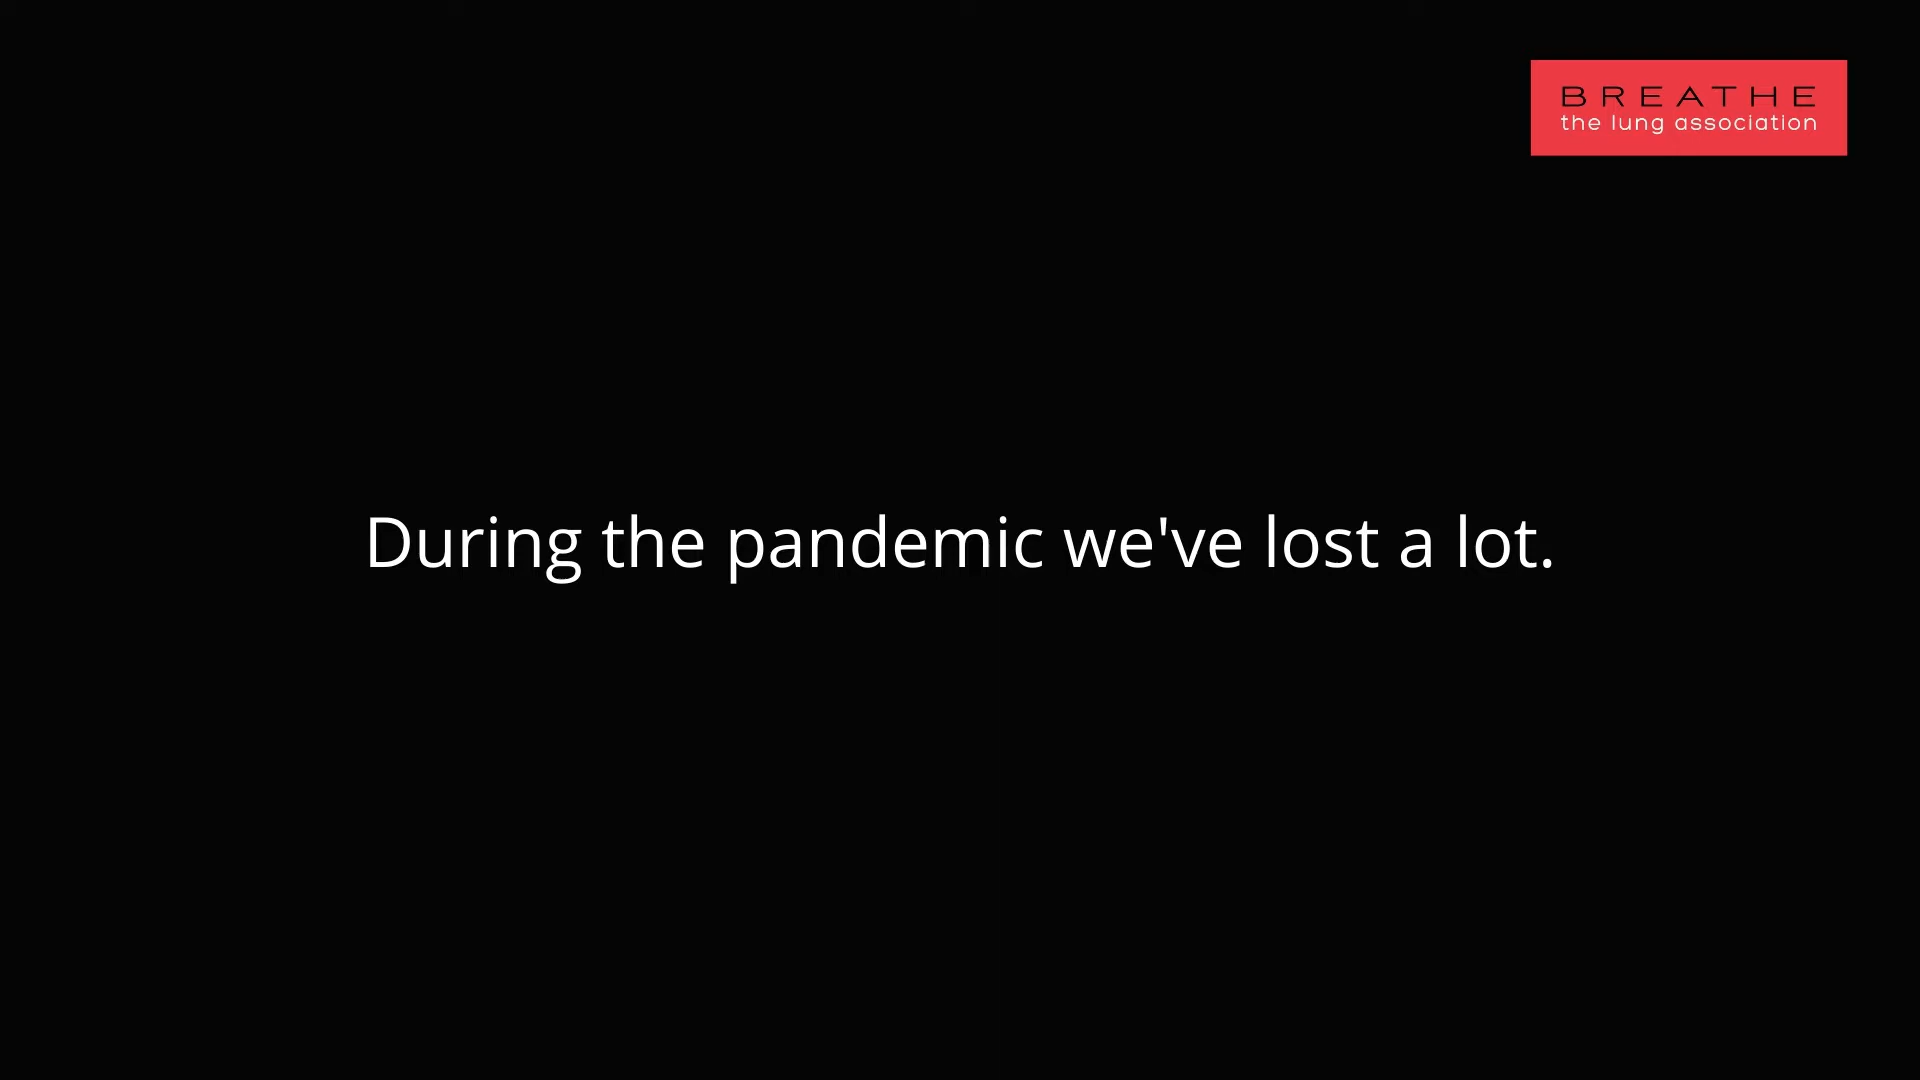 BREATHE
the lung association
During the pandemic we've lost a lot.